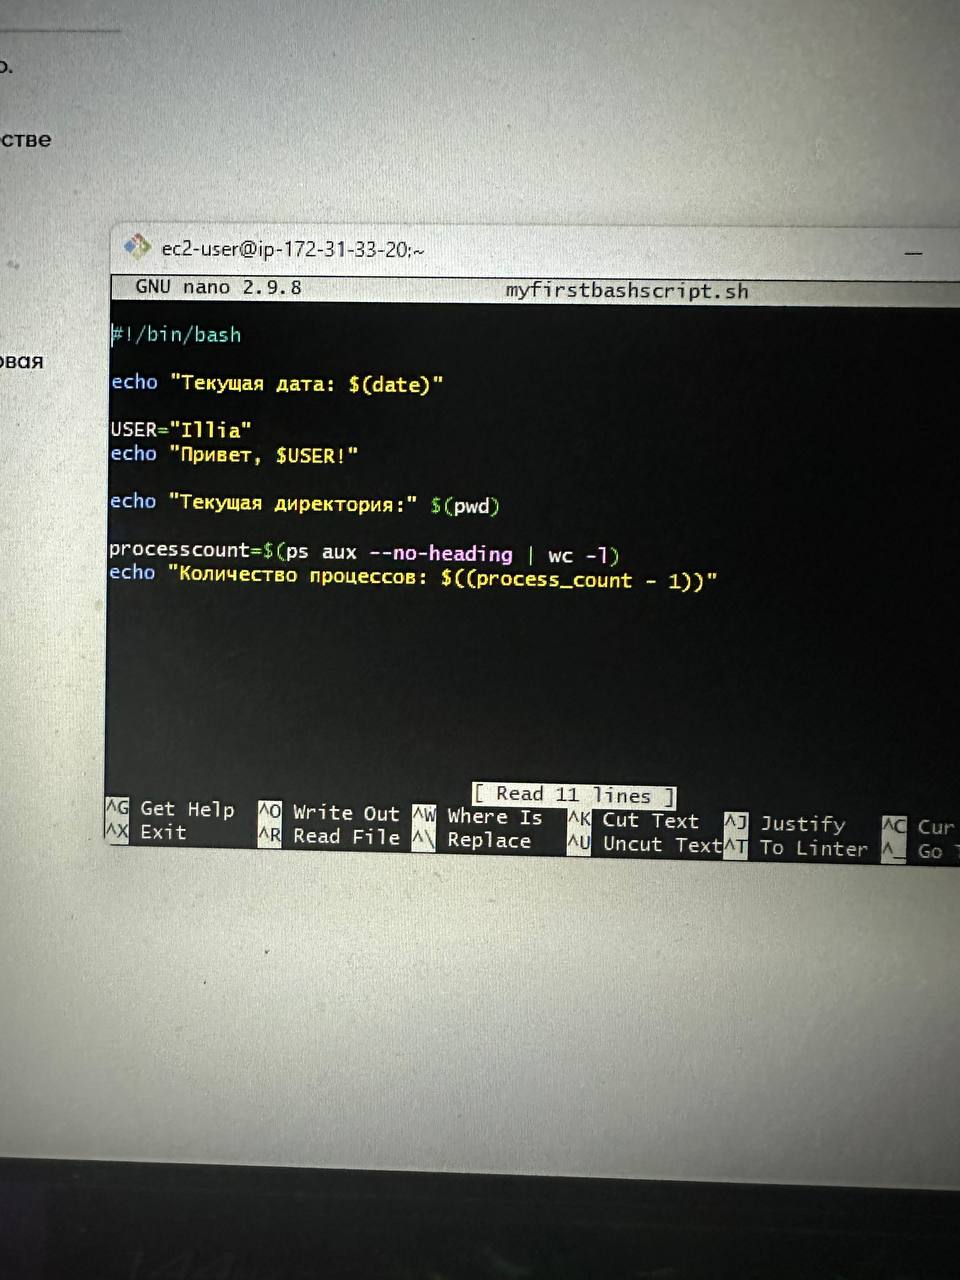 о.
стве
овая
ec2-user@ip-172-31-33-20:~
GNU nano 2.9.8 myfirstbashscript.sh
#!/bin/bash
echo "Текущая дата: $(date)"
USER="Illia"
echo "Привет, $USER!"
echo "Текущая директория:" $(pwd)
processcount=$(ps aux --no-heading | wc -l)
echo "Количество процессов: $((process_count - 1))"
[ Read 11 lines ]
^G Get Help ^O Write Out ^W Where Is ^K Cut Text ^J Justify ^C Cur
^X Exit ^R Read File ^\ Replace ^U Uncut Text ^T To Linter ^_ Go